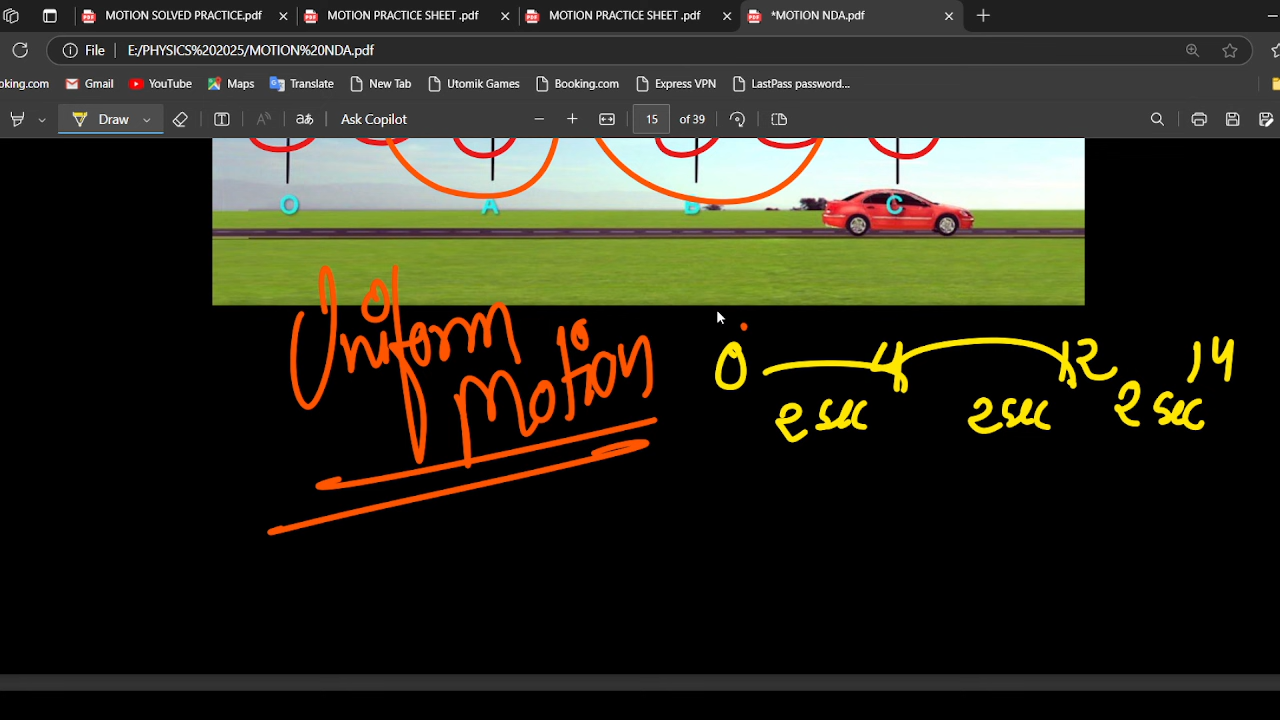 MOTION SOLVED PRACTICE.pdf
MOTION PRACTICE SHEET .pdf
MOTION PRACTICE SHEET .pdf
*MOTION NDA.pdf
File E:/PHYSICS%202025/MOTION%20NDA.pdf
oking.com Gmail YouTube Maps Translate New Tab Utomik Games Booking.com Express VPN LastPass password...
Draw Ask Copilot 15 of 39
O A B C
Uniform
Motion
0 4 12 14
2 sec 2 sec 2 sec